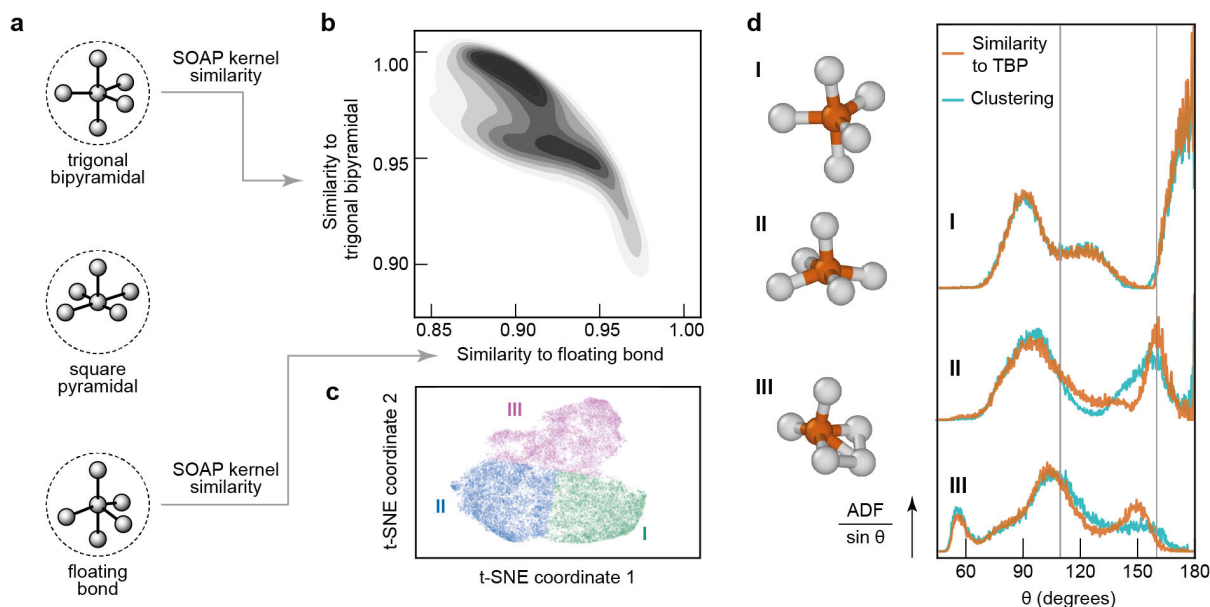 a
trigonal
bipyramidal
square
pyramidal
floating
bond
SOAP kernel
similarity
SOAP kernel
similarity
b
Similarity to
trigonal bipyramidal
1.00
0.95
0.90
0.85
0.90
0.95
1.00
Similarity to floating bond
c
t-SNE coordinate 2
III
II
I
t-SNE coordinate 1
d
I
II
III
ADF
sin θ
Similarity
to TBP
Clustering
I
II
III
60
90
120
150
180
θ (degrees)